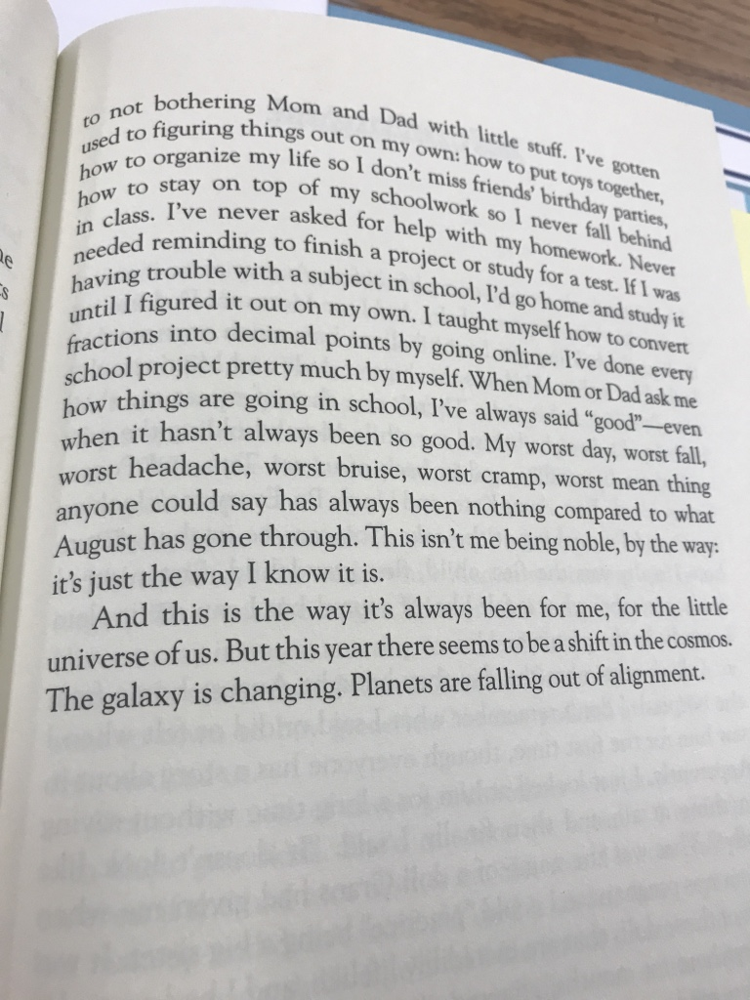 to not bothering Mom and Dad with little stuff. I've gotten
used to figuring things out on my own: how to put toys together,
how to organize my life so I don't miss friends' birthday parties,
how to stay on top of my schoolwork so I never fall behind
in class. I've never asked for help with my homework. Never
needed reminding to finish a project or study for a test. If I was
having trouble with a subject in school, I'd go home and study it
until I figured it out on my own. I taught myself how to convert
fractions into decimal points by going online. I've done every
school project pretty much by myself. When Mom or Dad ask me
how things are going in school, I've always said “good”—even
when it hasn't always been so good. My worst day, worst fall,
worst headache, worst bruise, worst cramp, worst mean thing
anyone could say has always been nothing compared to what
August has gone through. This isn't me being noble, by the way:
it's just the way I know it is.
And this is the way it's always been for me, for the little
universe of us. But this year there seems to be a shift in the cosmos.
The galaxy is changing. Planets are falling out of alignment.